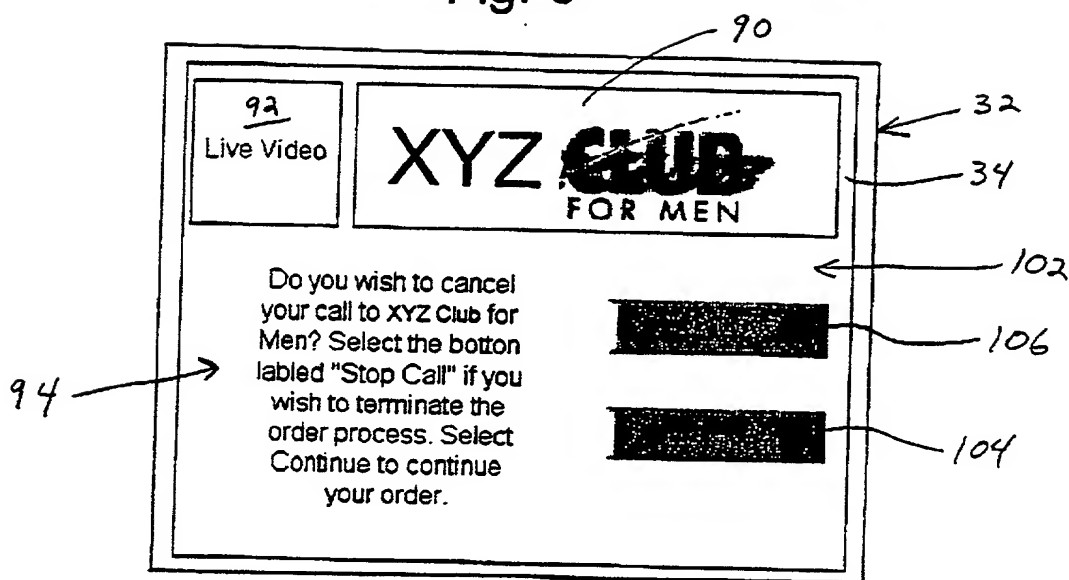 90
92
Live Video
XYZ CLUB
FOR MEN
32
34
102
Do you wish to cancel
your call to XYZ Club for
Men? Select the botton
labled "Stop Call" if you
wish to terminate the
order process. Select
Continue to continue
your order.
94
106
104